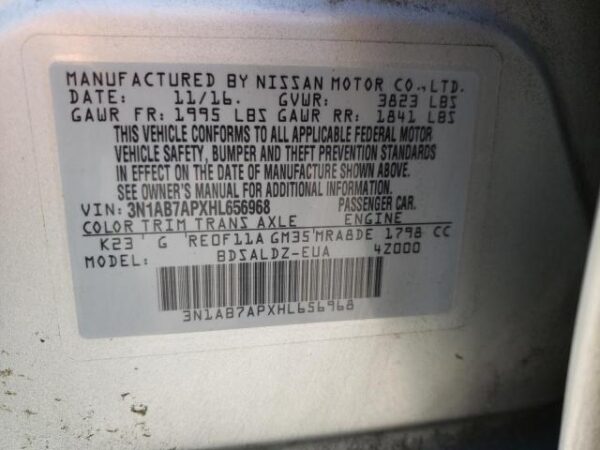 MANUFACTURED BY NISSAN MOTOR CO., LTD.
DATE: 11/16. GVWR: 3823 LBS
GAWR FR: 1995 LBS GAWR RR: 1841 LBS
THIS VEHICLE CONFORMS TO ALL APPLICABLE FEDERAL MOTOR
VEHICLE SAFETY, BUMPER AND THEFT PREVENTION STANDARDS
IN EFFECT ON THE DATE OF MANUFACTURE SHOWN ABOVE.
SEE OWNER'S MANUAL FOR ADDITIONAL INFORMATION.
VIN: 3N1AB7APXHL656968 PASSENGER CAR.
COLOR TRIM TRANS AXLE ENGINE
K23 G RE0F11A GM35 MRA8DE 1798 CC
MODEL: BDSALDZ-EUA 4Z000
3N1AB7APXHL656968